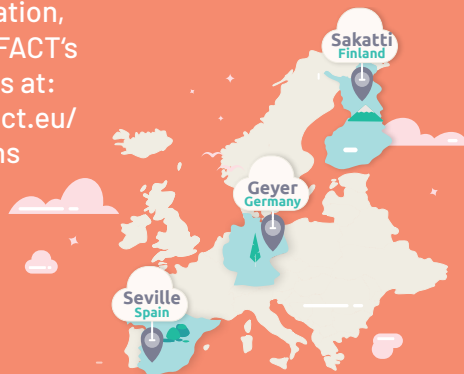 ation,
FACT's
s at:
ct.eu/
ns
Sakatti
Finland
Geyer
Germany
Seville
Spain